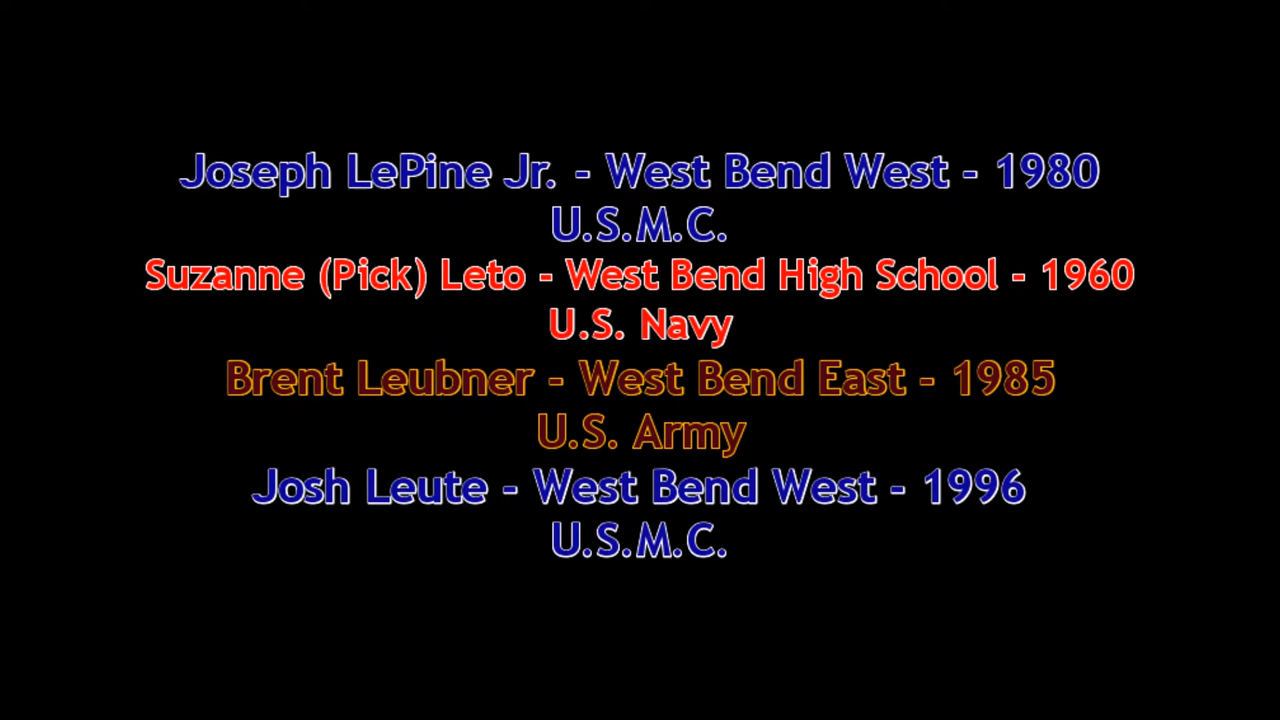 Joseph LePine Jr. - West Bend West - 1980
U.S.M.C.
Suzanne (Pick) Leto - West Bend High School - 1960
U.S. Navy
Brent Leubner - West Bend East - 1985
U.S. Army
Josh Leute - West Bend West - 1996
U.S.M.C.